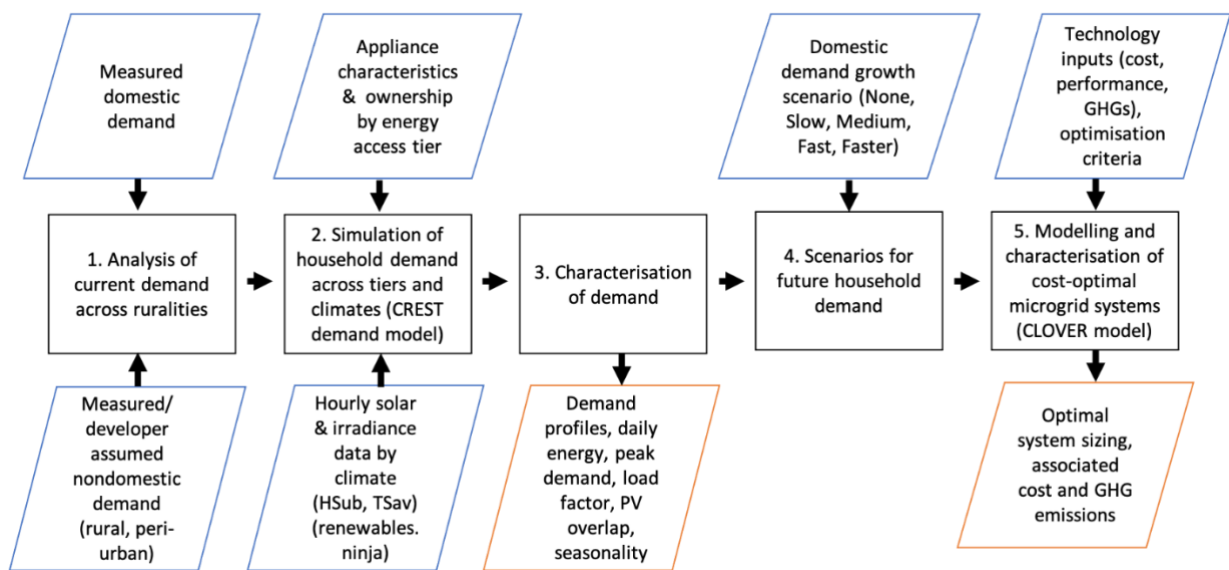 Measured
domestic
demand
Appliance
characteristics
& ownership
by energy
access tier
Domestic
demand growth
scenario (None,
Slow, Medium,
Fast, Faster)
Technology
inputs (cost,
performance,
GHGs),
optimisation
criteria
1. Analysis of
current demand
across ruralities
2. Simulation of
household demand
across tiers and
climates (CREST
demand model)
3. Characterisation
of demand
4. Scenarios for
future household
demand
5. Modelling and
characterisation of
cost-optimal
microgrid systems
(CLOVER model)
Measured/
developer
assumed
nondomestic
demand
(rural, peri-
urban)
Hourly solar
& irradiance
data by
climate
(HSub, TSav)
(renewables.
ninja)
Demand
profiles, daily
energy, peak
demand, load
factor, PV
overlap,
seasonality
Optimal
system sizing,
associated
cost and GHG
emissions